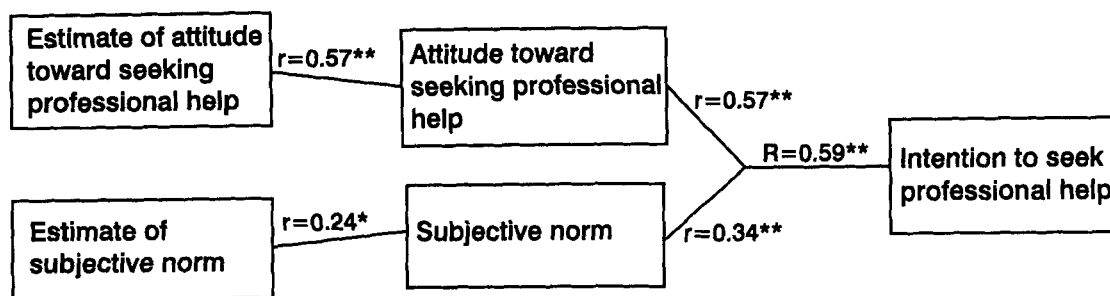 Estimate of attitude
toward seeking
professional help
r=0.57**
Attitude toward
seeking professional
help
r=0.57**
R=0.59**
Intention to seek
professional help
Estimate of
subjective norm
r=0.24*
Subjective norm
r=0.34**